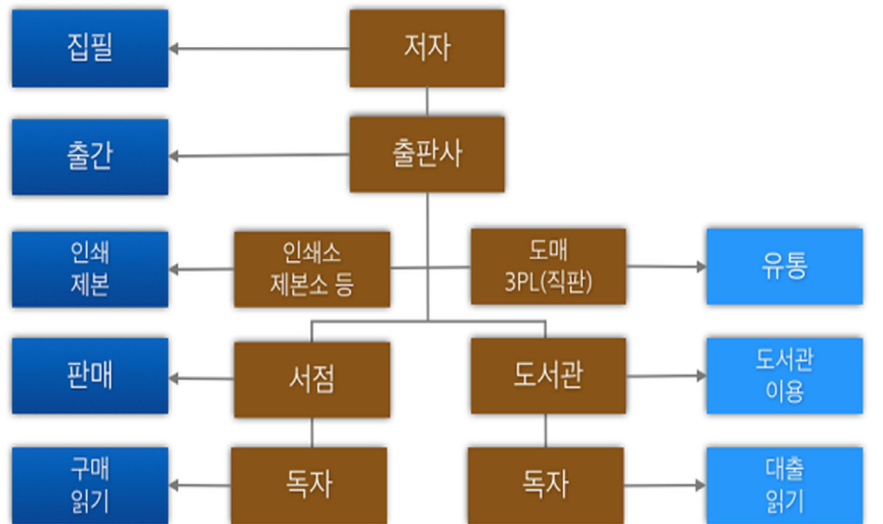 집필
저자
출간
출판사
인쇄
제본
인쇄소
제본소 등
도매
3PL(직판)
유통
판매
서점
도서관
도서관
이용
구매
읽기
독자
독자
대출
읽기